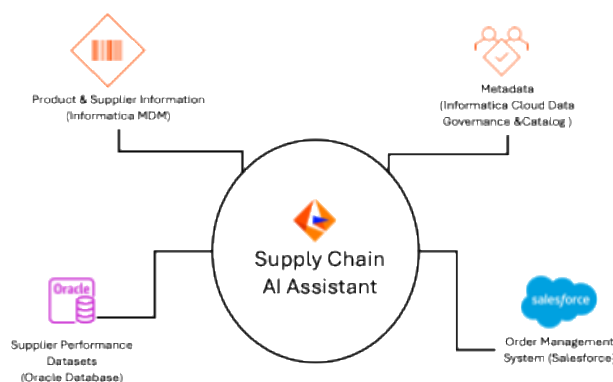 Product & Supplier Information
(Informatica MDM)
Metadata
(Informatica Cloud Data
Governance &Catalog )
Supply Chain
AI Assistant
Oracle
Supplier Performance
Datasets
(Oracle Database)
salesforce
Order Management
System (Salesforce)